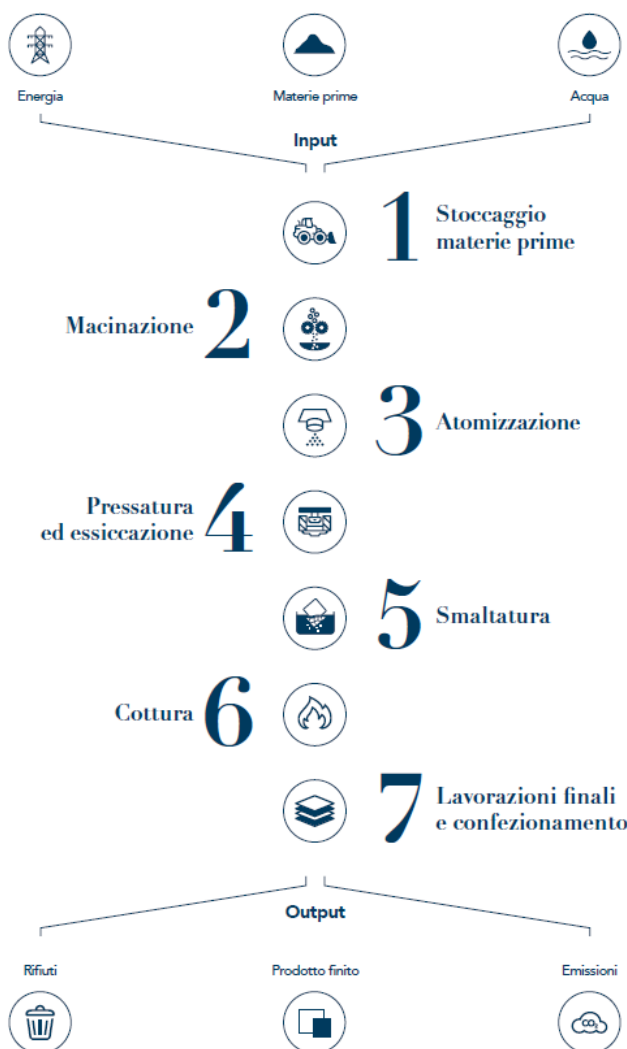 Energia
Materie prime
Acqua
Input
1
Stoccaggio
materie prime
Macinazione
2
3
Atomizzazione
Pressatura
ed essiccazione
4
5
Smaltatura
Cottura
6
7
Lavorazioni finali
e confezionamento
Output
Rifiuti
Prodotto finito
Emissioni
CO₂